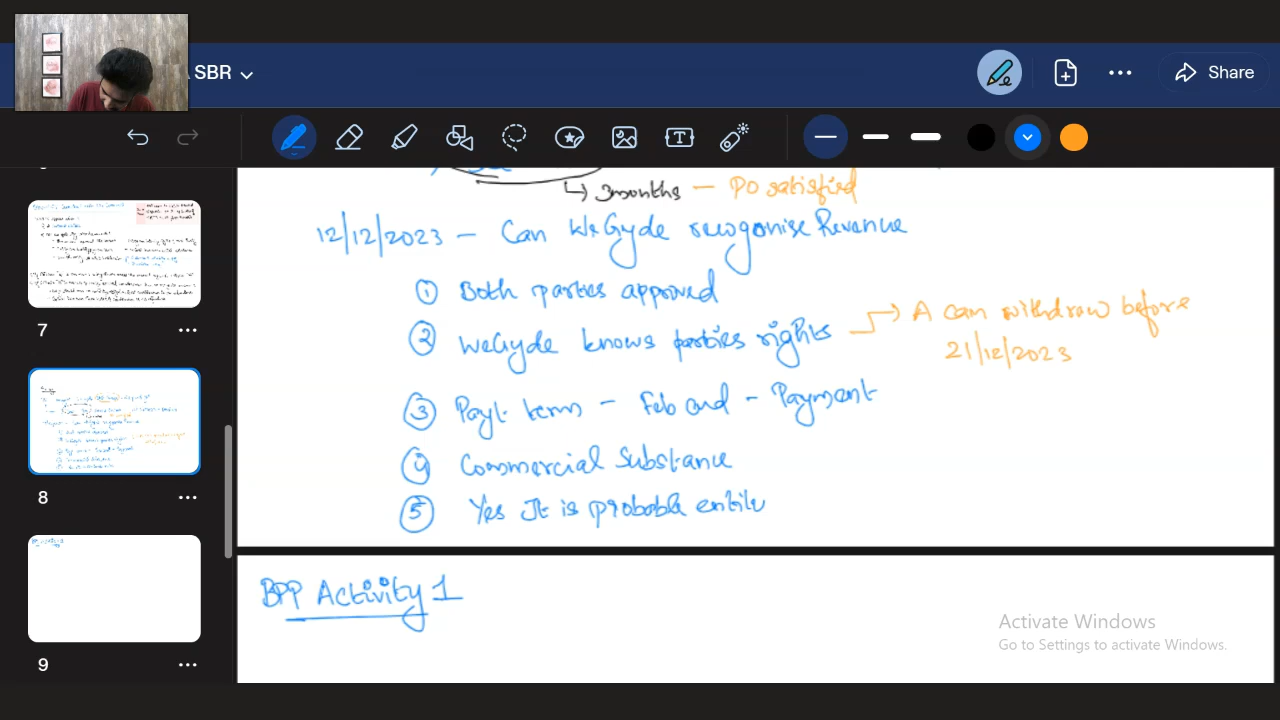 SBR
Share
3months – PO satisfied
12/12/2023 – Can WeGyde recognise Revenue
① Both parties approved
② WeGyde knows parties rights → A can withdraw before
21/12/2023
③ Payt. term – Feb end – Payment
④ Commercial Substance
⑤ Yes It is probable entity
BPP Activity 1
Activate Windows
Go to Settings to activate Windows.
7
8
9